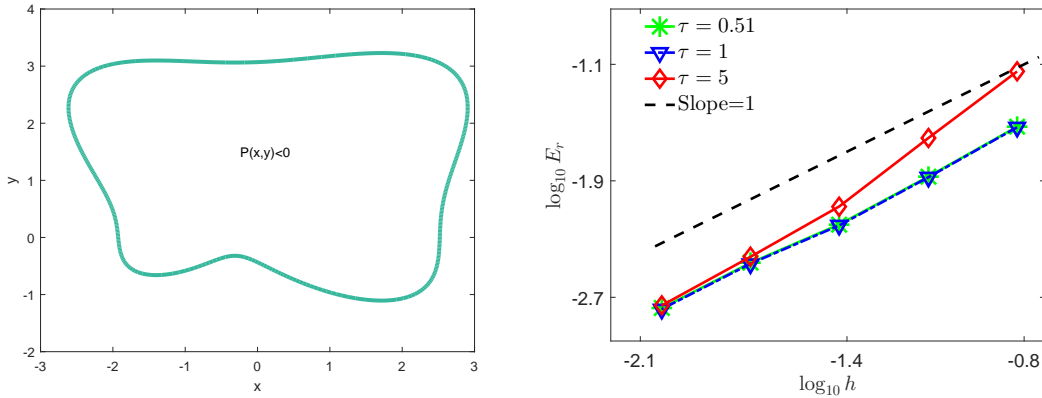 4
3
2
1
0
-1
-2
y
P(x,y)<0
-3
-2
-1
0
1
2
3
x
τ = 0.51
τ = 1
τ = 5
Slope=1
-1.1
-1.9
-2.7
log₁₀ Eᵣ
-2.1
-1.4
-0.8
log₁₀ h